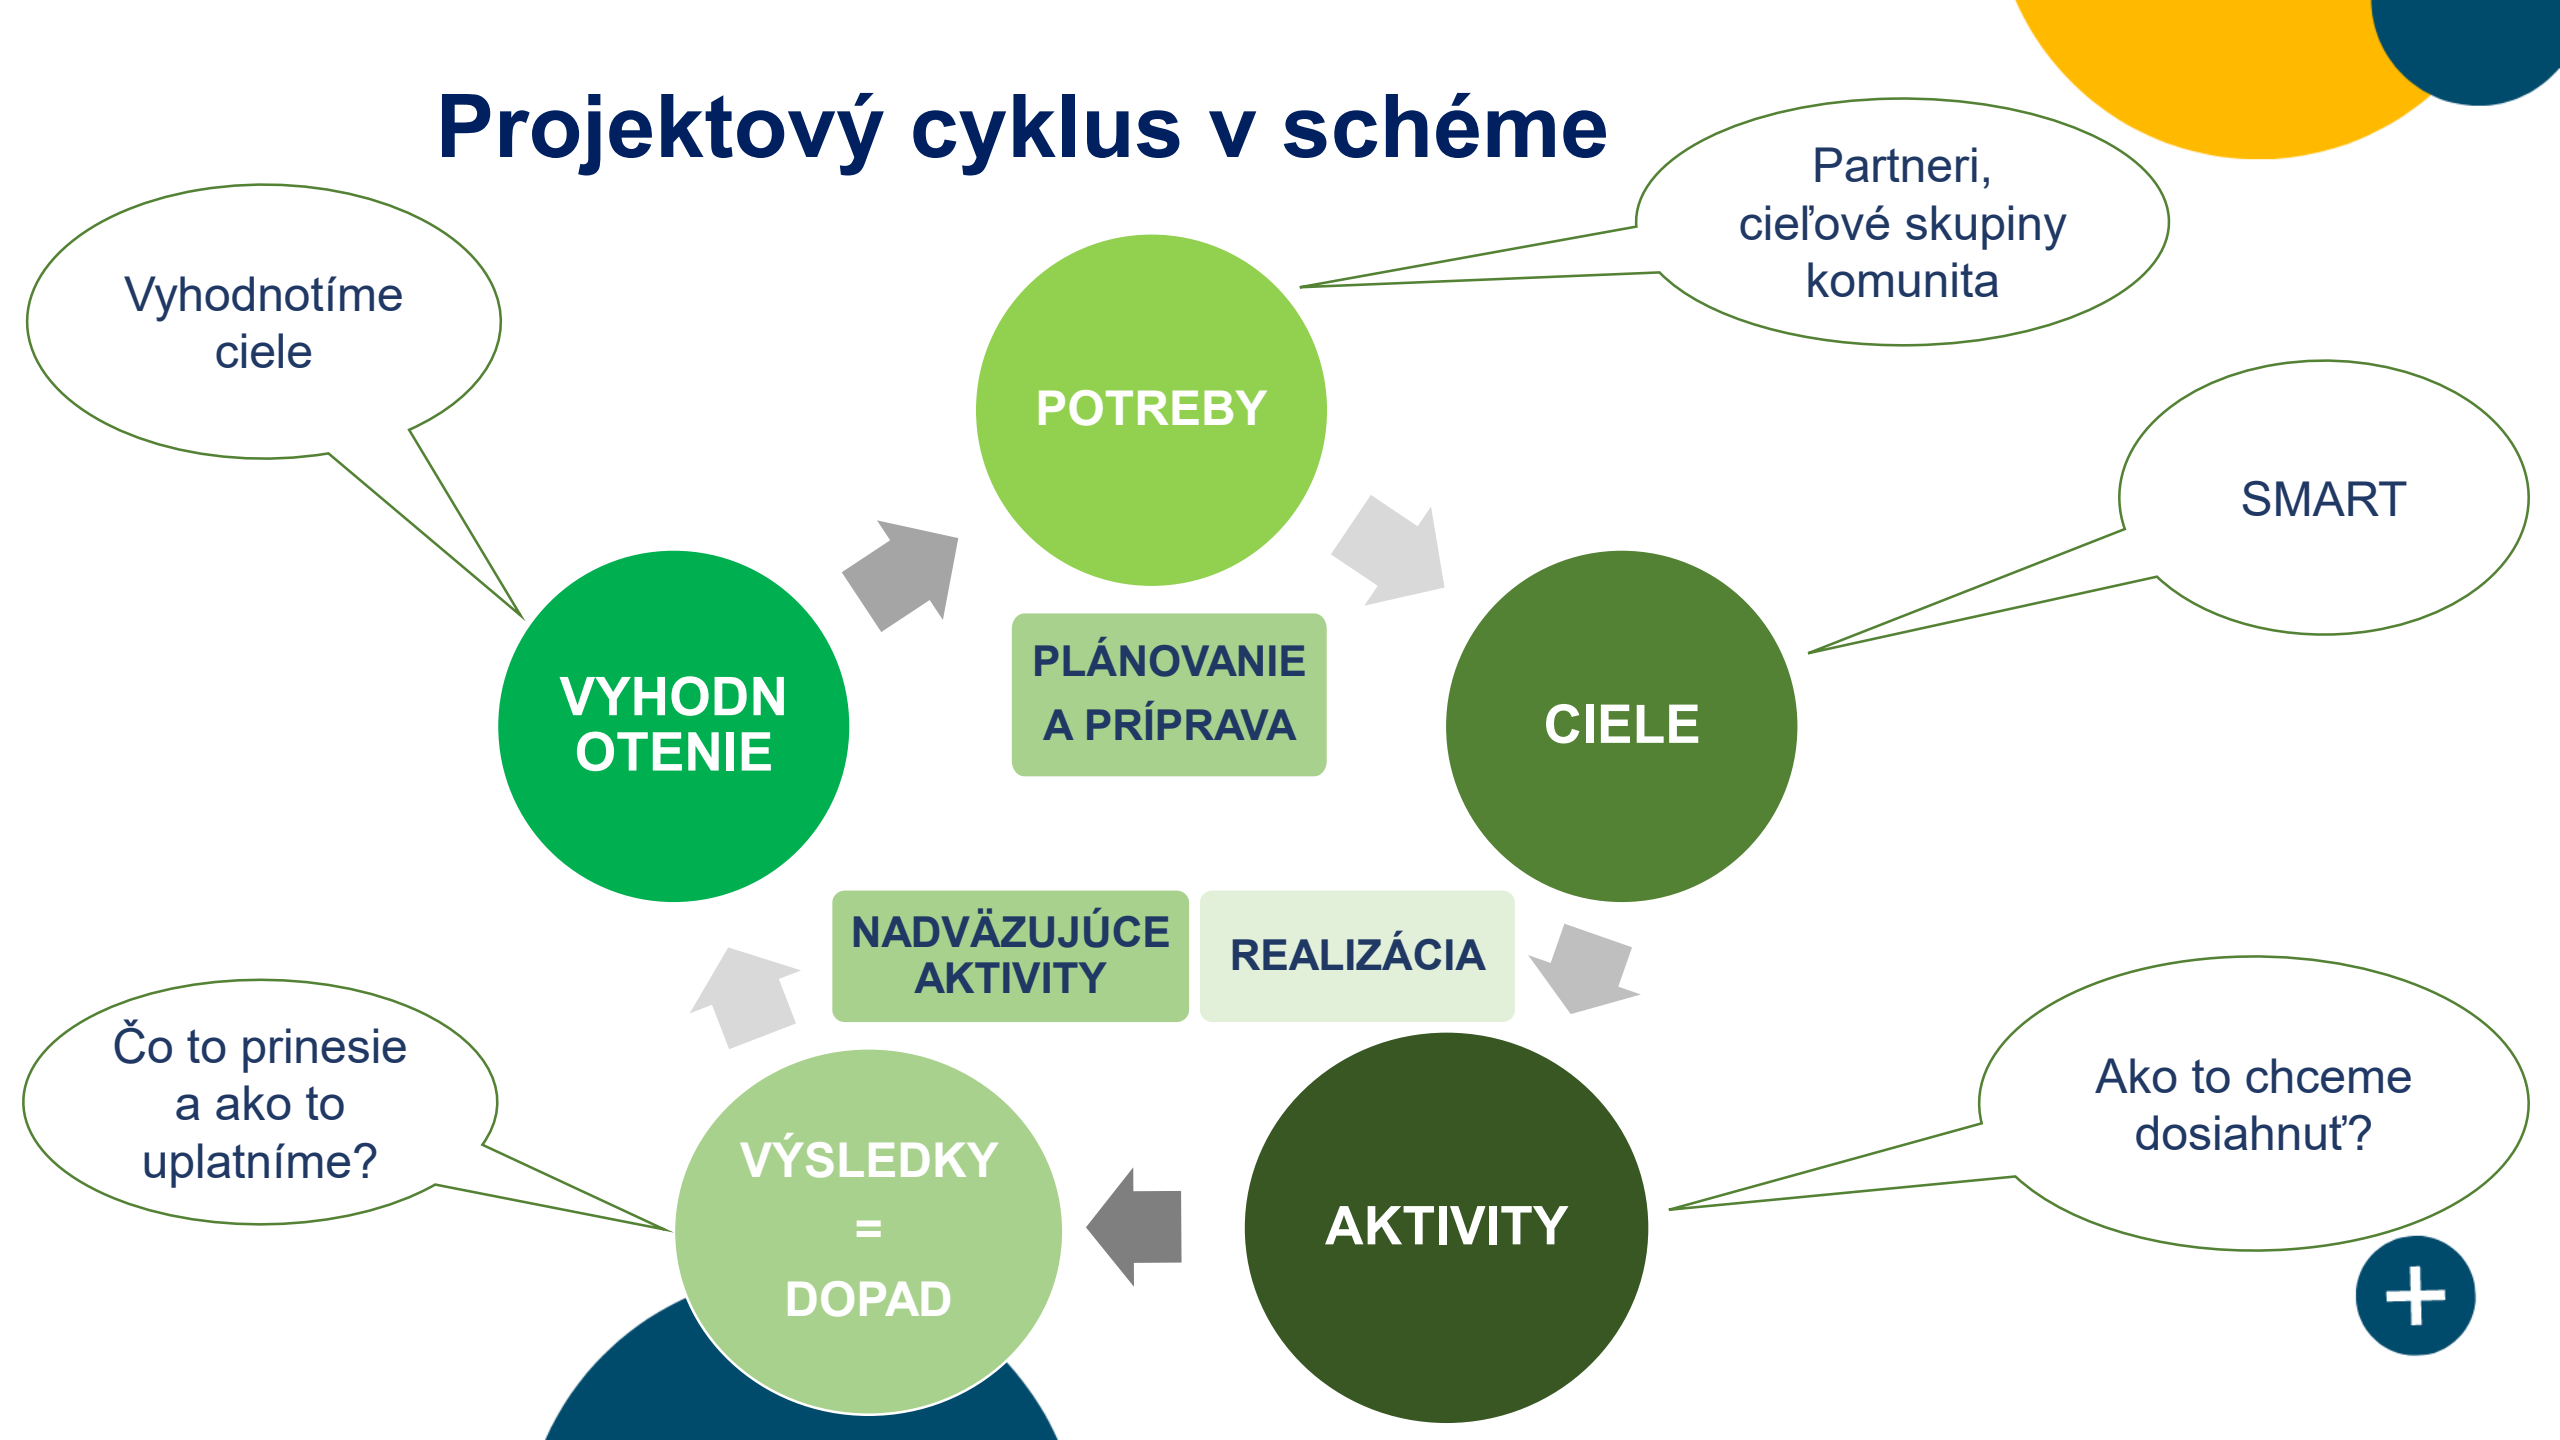 Projektový cyklus v schéme
Partneri,
cieľové skupiny
komunita
Vyhodnotíme
ciele
POTREBY
SMART
PLÁNOVANIE
A PRÍPRAVA
VYHODN
OTENIE
CIELE
NADVÄZUJÚCE
AKTIVITY
REALIZÁCIA
Čo to prinesie
a ako to
uplatníme?
Ako to chceme
dosiahnuť?
VÝSLEDKY
=
DOPAD
AKTIVITY